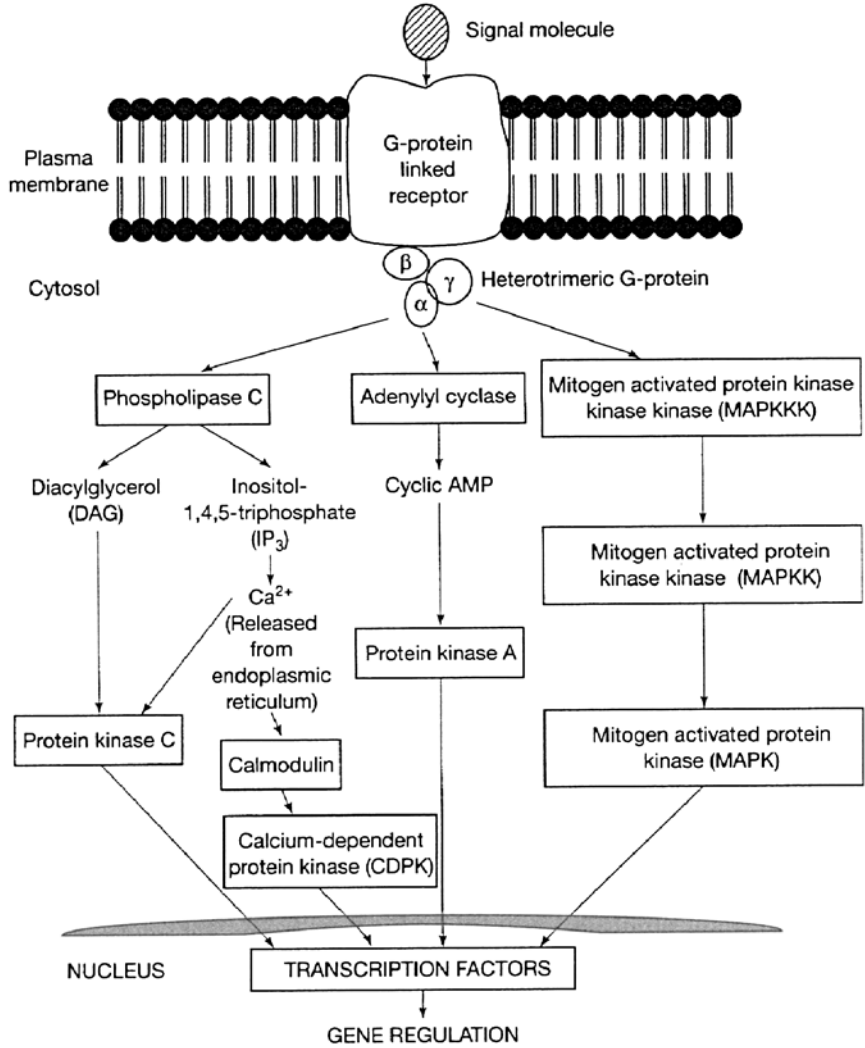 Signal molecule
G-protein
linked
receptor
Plasma
membrane
β
γ
α
Heterotrimeric G-protein
Cytosol
Phospholipase C
Adenylyl cyclase
Mitogen activated protein kinase
kinase kinase (MAPKKK)
Diacylglycerol
(DAG)
Inositol-
1,4,5-triphosphate
(IP3)
Cyclic AMP
Mitogen activated protein
kinase kinase (MAPKK)
Ca2+
(Released
from
endoplasmic
reticulum)
Protein kinase A
Protein kinase C
Calmodulin
Mitogen activated protein
kinase (MAPK)
Calcium-dependent
protein kinase (CDPK)
NUCLEUS
TRANSCRIPTION FACTORS
GENE REGULATION